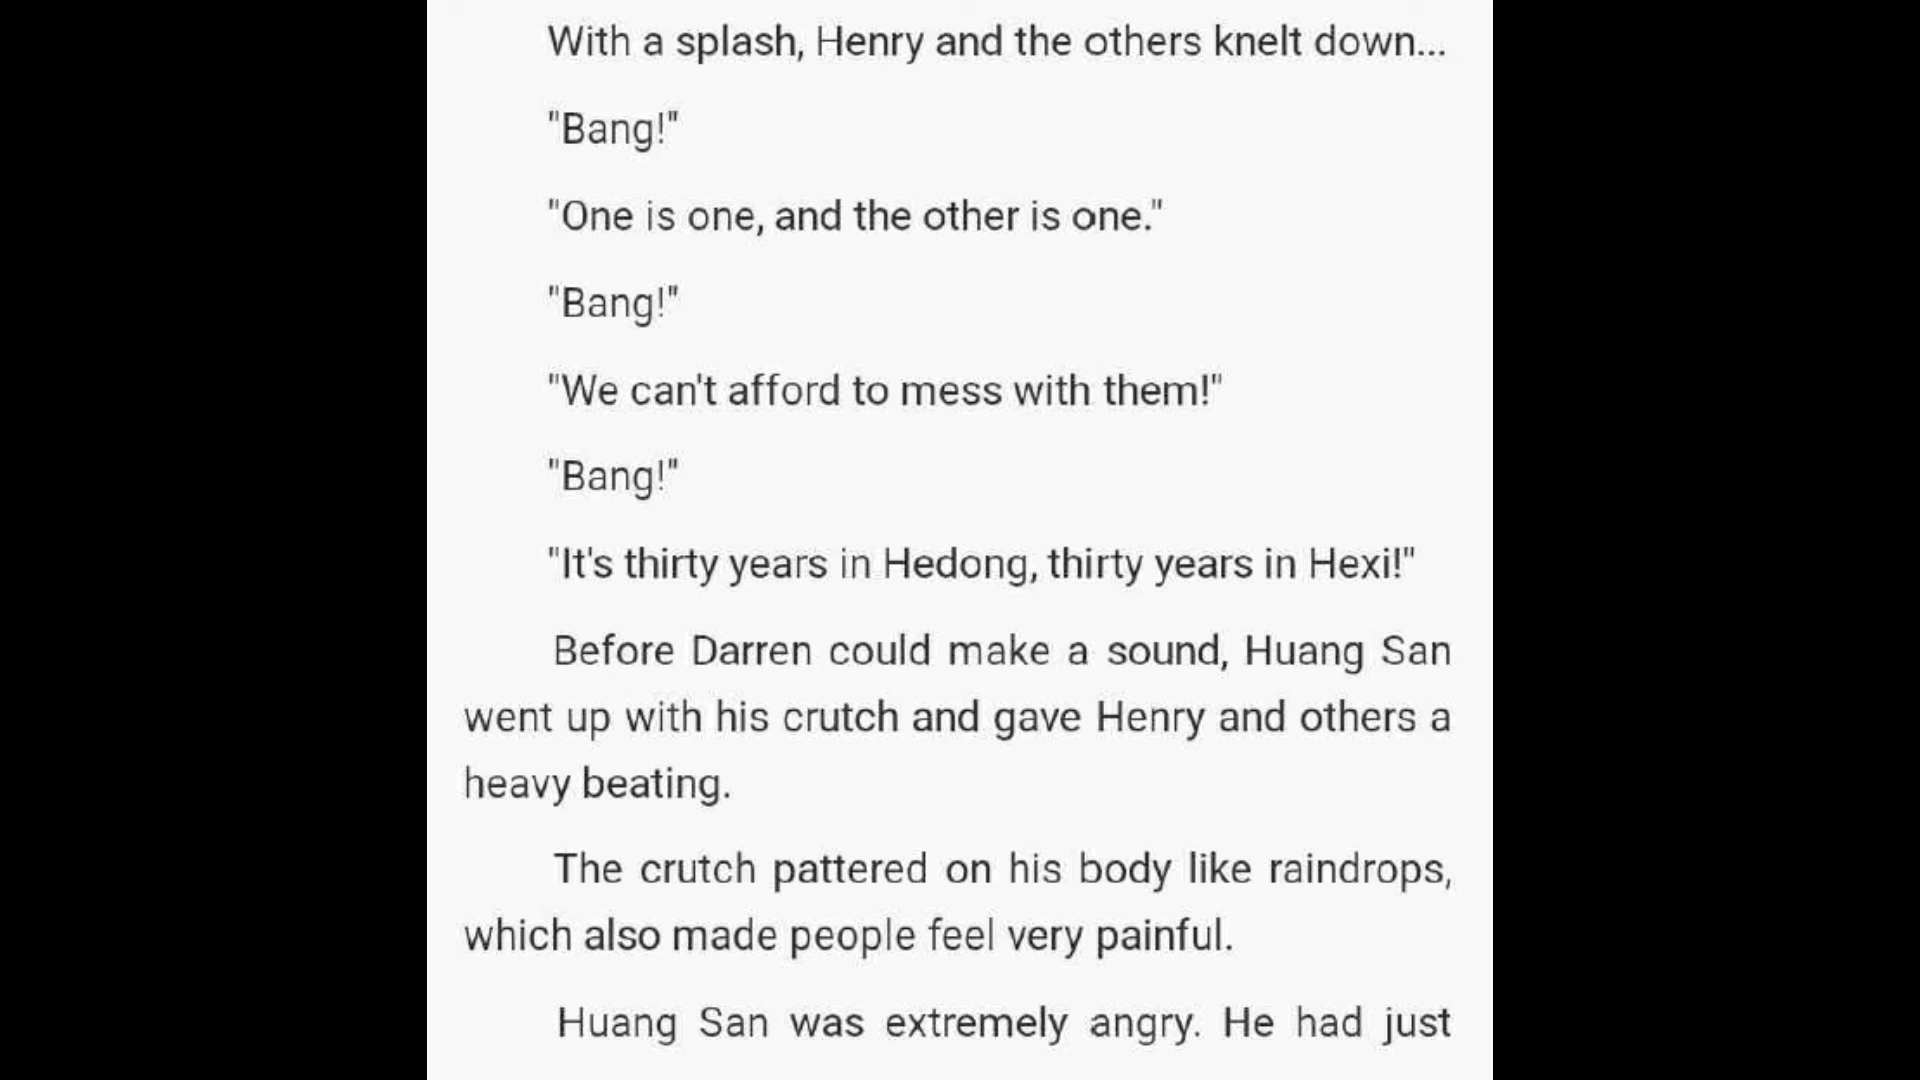 With a splash, Henry and the others knelt down...
"Bang!"
"One is one, and the other is one."
"Bang!"
"We can't afford to mess with them!"
"Bang!"
"It's thirty years in Hedong, thirty years in Hexi!"
Before Darren could make a sound, Huang San
went up with his crutch and gave Henry and others a
heavy beating.
The crutch pattered on his body like raindrops,
which also made people feel very painful.
Huang San was extremely angry. He had just